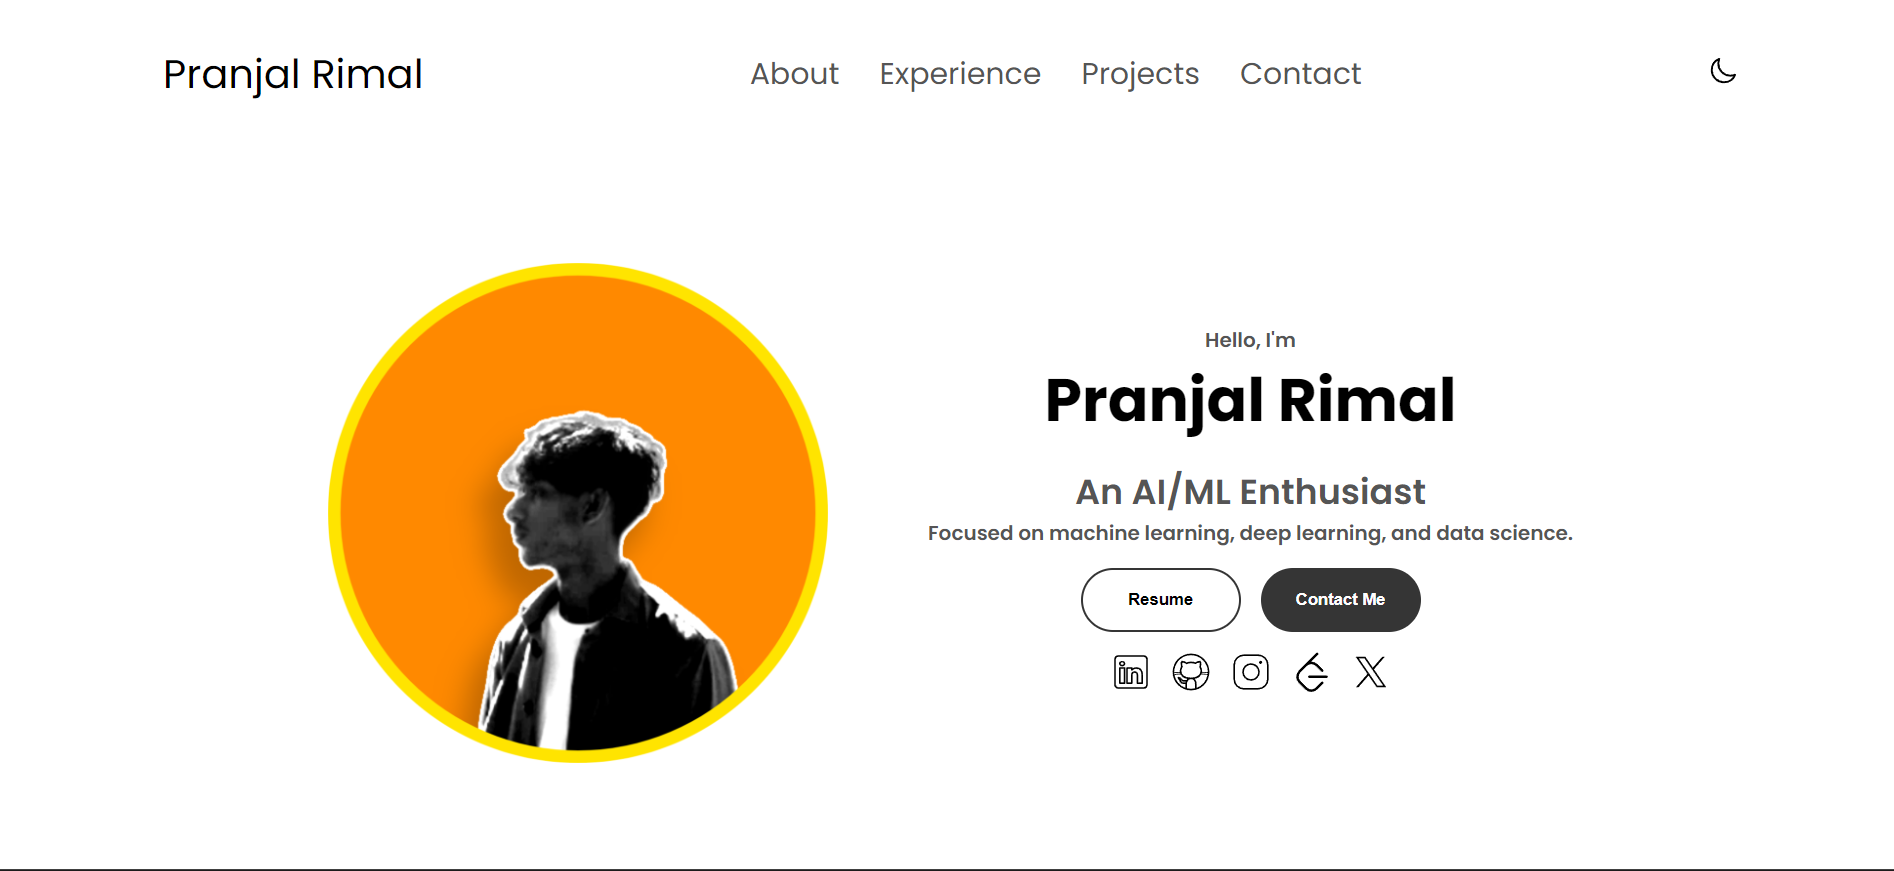 Pranjal Rimal
About Experience Projects Contact
Hello, I'm
Pranjal Rimal
An AI/ML Enthusiast
Focused on machine learning, deep learning, and data science.
Resume Contact Me
in